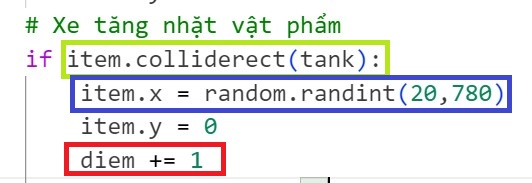 # Xe tăng nhặt vật phẩm
if item.colliderect(tank):
item.x = random.randint(20,780)
item.y = 0
diem += 1